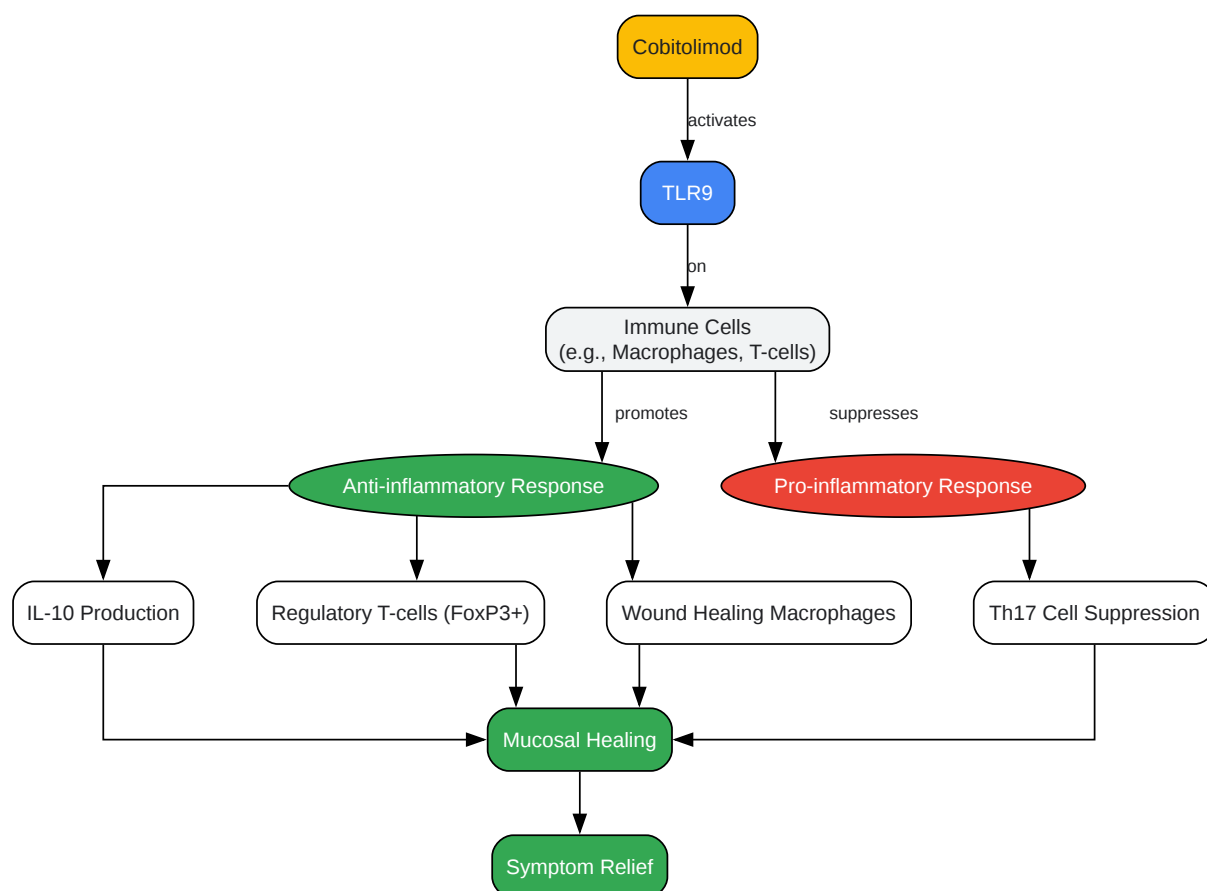 Cobitolimod
activates
TLR9
on
Immune Cells
(e.g., Macrophages, T-cells)
promotes
suppresses
Anti-inflammatory Response
Pro-inflammatory Response
IL-10 Production
Regulatory T-cells (FoxP3+)
Wound Healing Macrophages
Th17 Cell Suppression
Mucosal Healing
Symptom Relief